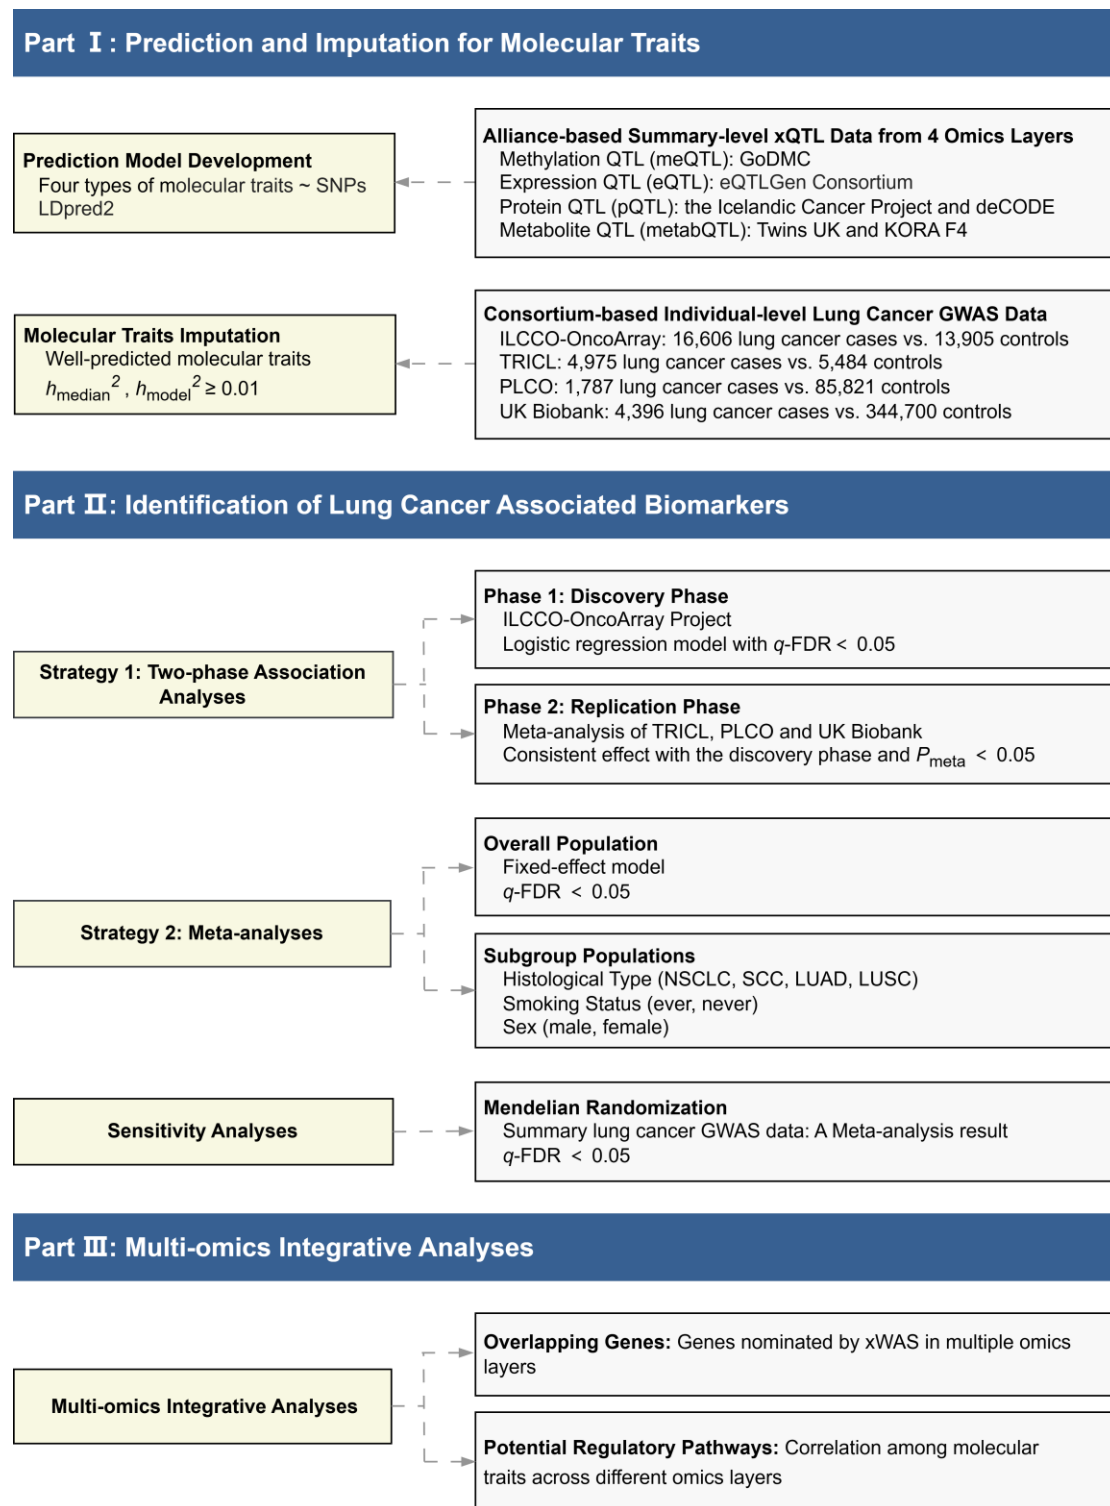 Part Ⅰ: Prediction and Imputation for Molecular Traits
Prediction Model Development
Four types of molecular traits ~ SNPs
LDpred2
Alliance-based Summary-level xQTL Data from 4 Omics Layers
Methylation QTL (meQTL): GoDMC
Expression QTL (eQTL): eQTLGen Consortium
Protein QTL (pQTL): the Icelandic Cancer Project and deCODE
Metabolite QTL (metabQTL): Twins UK and KORA F4
Molecular Traits Imputation
Well-predicted molecular traits
h_median², h_model² ≥ 0.01
Consortium-based Individual-level Lung Cancer GWAS Data
ILCCO-OncoArray: 16,606 lung cancer cases vs. 13,905 controls
TRICL: 4,975 lung cancer cases vs. 5,484 controls
PLCO: 1,787 lung cancer cases vs. 85,821 controls
UK Biobank: 4,396 lung cancer cases vs. 344,700 controls
Part Ⅱ: Identification of Lung Cancer Associated Biomarkers
Strategy 1: Two-phase Association
Analyses
Phase 1: Discovery Phase
ILCCO-OncoArray Project
Logistic regression model with q-FDR < 0.05
Phase 2: Replication Phase
Meta-analysis of TRICL, PLCO and UK Biobank
Consistent effect with the discovery phase and P_meta < 0.05
Strategy 2: Meta-analyses
Overall Population
Fixed-effect model
q-FDR < 0.05
Subgroup Populations
Histological Type (NSCLC, SCC, LUAD, LUSC)
Smoking Status (ever, never)
Sex (male, female)
Sensitivity Analyses
Mendelian Randomization
Summary lung cancer GWAS data: A Meta-analysis result
q-FDR < 0.05
Part Ⅲ: Multi-omics Integrative Analyses
Multi-omics Integrative Analyses
Overlapping Genes: Genes nominated by xWAS in multiple omics
layers
Potential Regulatory Pathways: Correlation among molecular
traits across different omics layers